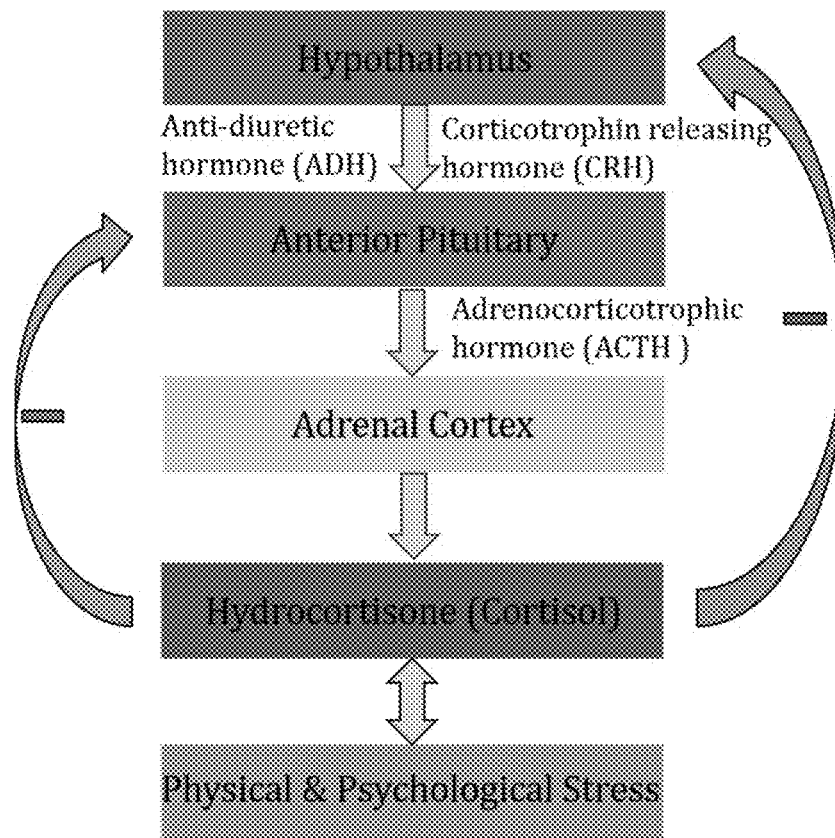 Hypothalamus
Anti-diuretic
hormone (ADH)
Corticotrophin releasing
hormone (CRH)
Anterior Pituitary
Adrenocorticotrophic
hormone (ACTH )
Adrenal Cortex
Hydrocortisone (Cortisol)
Physical & Psychological Stress